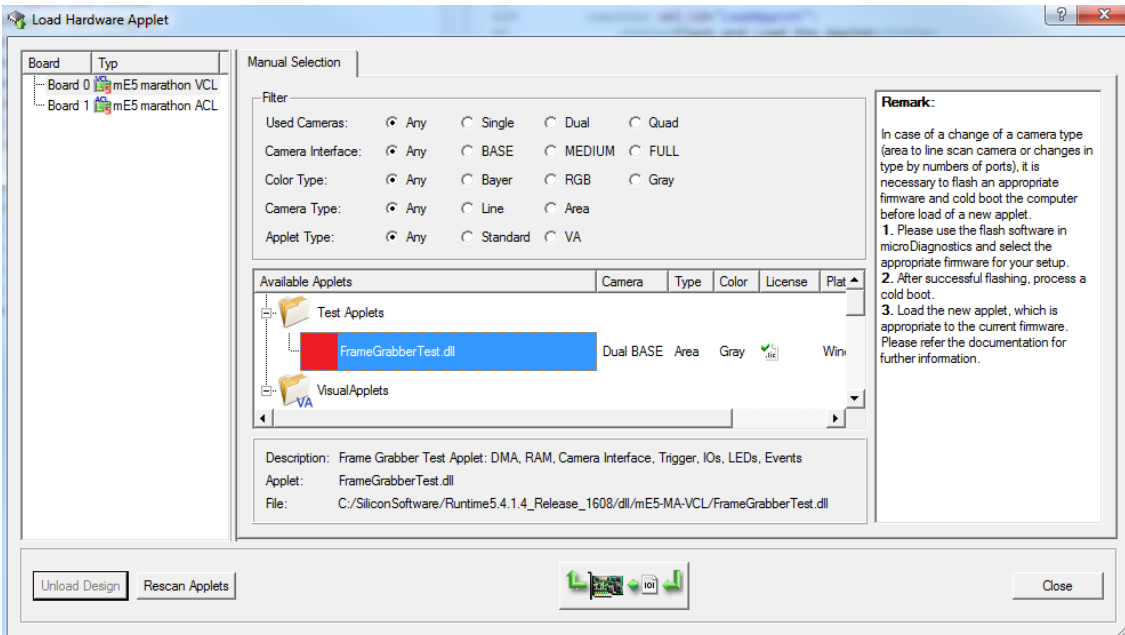 Load Hardware Applet
Board Typ
Board 0 mE5 marathon VCL
Board 1 mE5 marathon ACL
Manual Selection
Filter
Used Cameras: Any Single Dual Quad
Camera Interface: Any BASE MEDIUM FULL
Color Type: Any Bayer RGB Gray
Camera Type: Any Line Area
Applet Type: Any Standard VA
Available Applets Camera Type Color License Plat
Test Applets
FrameGrabberTest.dll Dual BASE Area Gray .lic Win
VisualApplets
VA
Description: Frame Grabber Test Applet: DMA, RAM, Camera Interface, Trigger, IOs, LEDs, Events
Applet: FrameGrabberTest.dll
File: C:/SiliconSoftware/Runtime5.4.1.4_Release_1608/dll/mE5-MA-VCL/FrameGrabberTest.dll
Remark:
In case of a change of a camera type
(area to line scan camera or changes in
type by numbers of ports), it is
necessary to flash an appropriate
firmware and cold boot the computer
before load of a new applet.
1. Please use the flash software in
microDiagnostics and select the
appropriate firmware for your setup.
2. After successful flashing, process a
cold boot.
3. Load the new applet, which is
appropriate to the current firmware.
Please refer the documentation for
further information.
Unload Design Rescan Applets Close